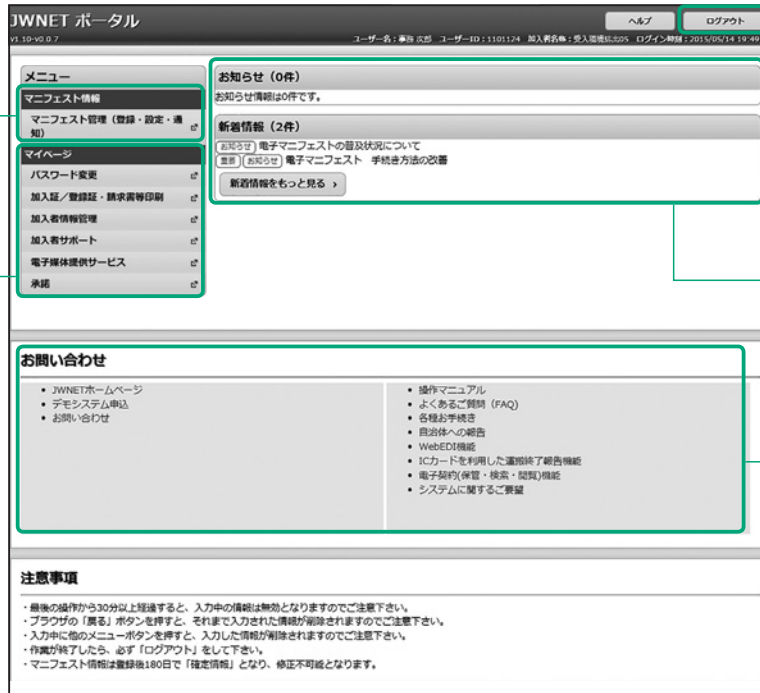 JWNET ポータル
ヘルプ
ログアウト
v1.10-v0.0.7
ユーザー名：事務 次郎 ユーザーID：1101124 加入者名称：受入環境 ログイン時刻：2015/05/14 19:49
メニュー
マニフェスト情報
マニフェスト管理（登録・設定・通
知）
マイページ
パスワード変更
加入証／登録証・請求書等印刷
加入者情報管理
加入者サポート
電子媒体提供サービス
承諾
お知らせ（0件）
お知らせ情報は0件です。
新着情報（2件）
お知らせ 電子マニフェストの普及状況について
重要 お知らせ 電子マニフェスト 手続き方法の改善
新着情報をもっと見る ›
お問い合わせ
• JWNETホームページ
• デモシステム申込
• お問い合わせ
• 操作マニュアル
• よくあるご質問（FAQ）
• 各種お手続き
• 自治体への報告
• WebEDI機能
• ICカードを利用した運搬終了報告機能
• 電子契約(保管・検索・閲覧)機能
• システムに関するご要望
注意事項
・最後の操作から30分以上経過すると、入力中の情報は無効となりますのでご注意下さい。
・ブラウザの「戻る」ボタンを押すと、それまで入力された情報が削除されますのでご注意下さい。
・入力中に他のメニューボタンを押すと、入力した情報が削除されますのでご注意下さい。
・作業が終了したら、必ず「ログアウト」をして下さい。
・マニフェスト情報は登録後180日で「確定情報」となり、修正不可能となります。